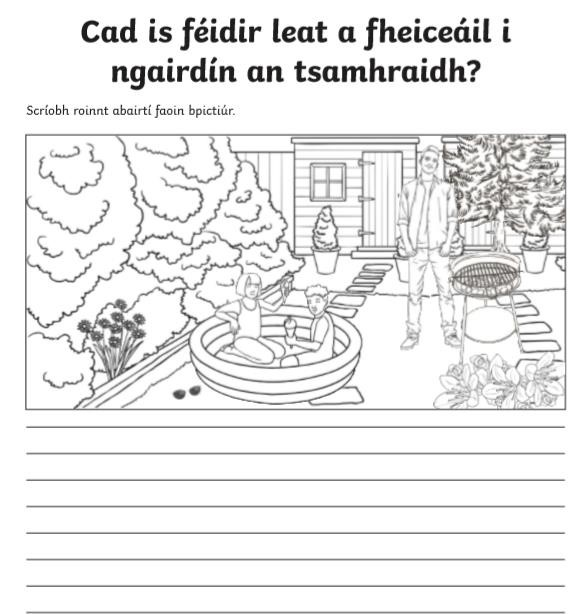 Cad is féidir leat a fheiceáil i
ngairdín an tsamhraidh?
Scríobh roinnt abairtí faoin bpictiúr.